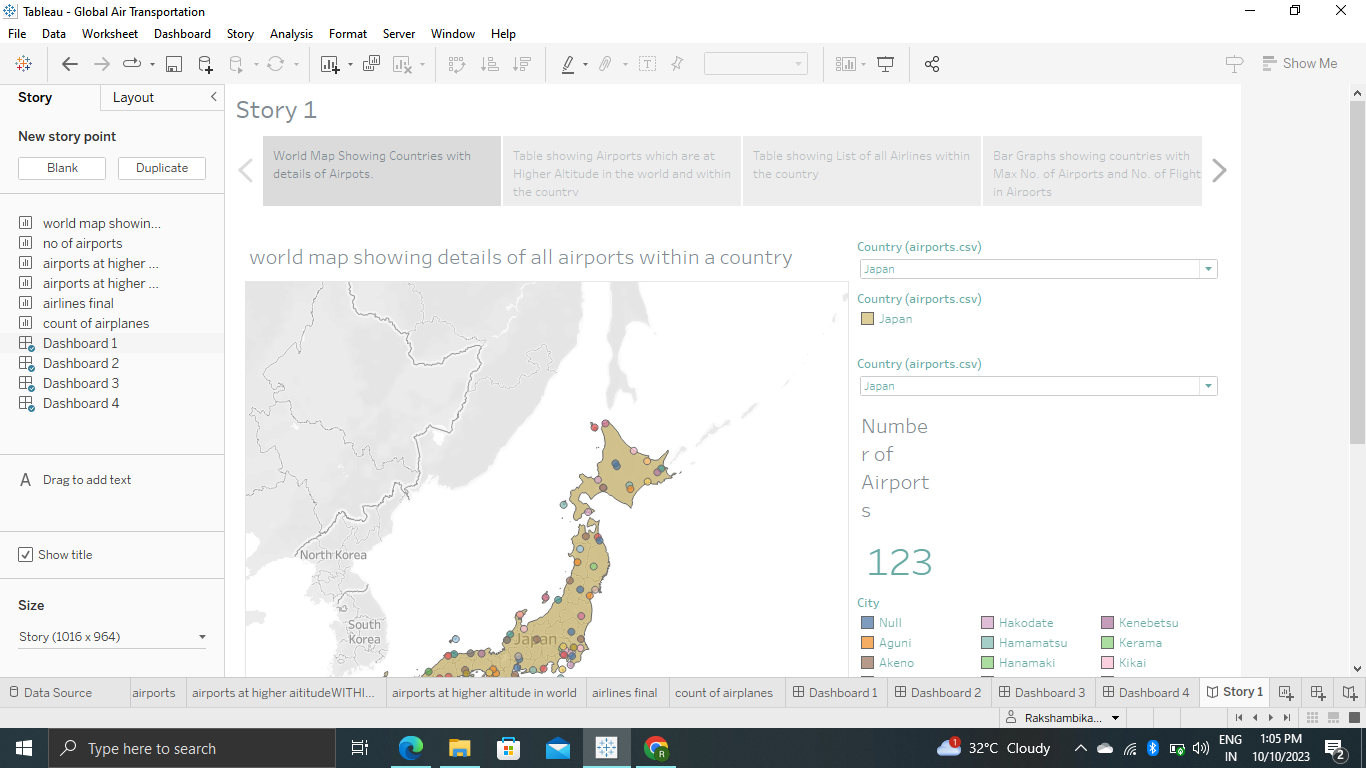 Tableau - Global Air Transportation
File Data Worksheet Dashboard Story Analysis Format Server Window Help
Show Me
Story Layout
New story point
Blank Duplicate
world map showin...
no of airports
airports at higher ...
airports at higher ...
airlines final
count of airplanes
Dashboard 1
Dashboard 2
Dashboard 3
Dashboard 4
A Drag to add text
Show title
Size
Story (1016 x 964)
Story 1
World Map Showing Countries with
details of Airpots.
Table showing Airports which are at
Higher Altitude in the world and within
the country
Table showing List of all Airlines within
the country
Bar Graphs showing countries with
Max No. of Airports and No. of Flight
in Airports
world map showing details of all airports within a country
North Korea
South
Korea
Japan
Country (airports.csv)
Japan
Country (airports.csv)
Japan
Country (airports.csv)
Japan
Numbe
r of
Airport
s
123
City
Null Hakodate Kenebetsu
Aguni Hamamatsu Kerama
Akeno Hanamaki Kikai
Data Source airports airports at higher aititudeWITHI... airports at higher altitude in world airlines final count of airplanes Dashboard 1 Dashboard 2 Dashboard 3 Dashboard 4 Story 1
Rakshambika...
Type here to search
1
32°C Cloudy
ENG
IN
1:05 PM
10/10/2023
2